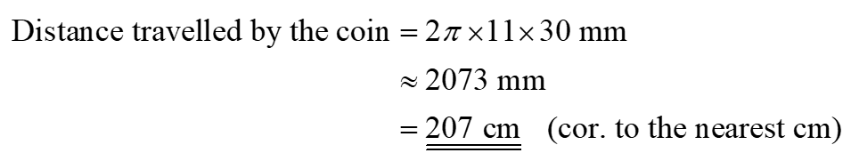 Distance travelled by the coin = 2π ×11×30 mm
≈ 2073 mm
= 207 cm (cor. to the nearest cm)